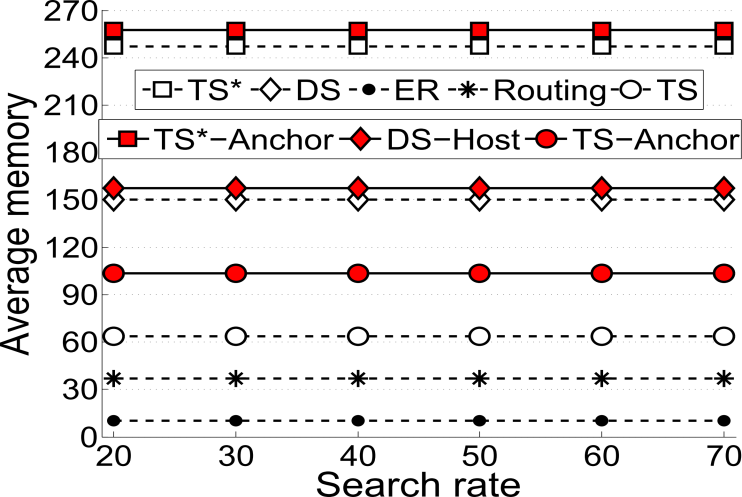 270
240
210
180
150
120
90
60
30
0
Average memory
TS* DS ER Routing TS
TS*−Anchor DS−Host TS−Anchor
20 30 40 50 60 70
Search rate